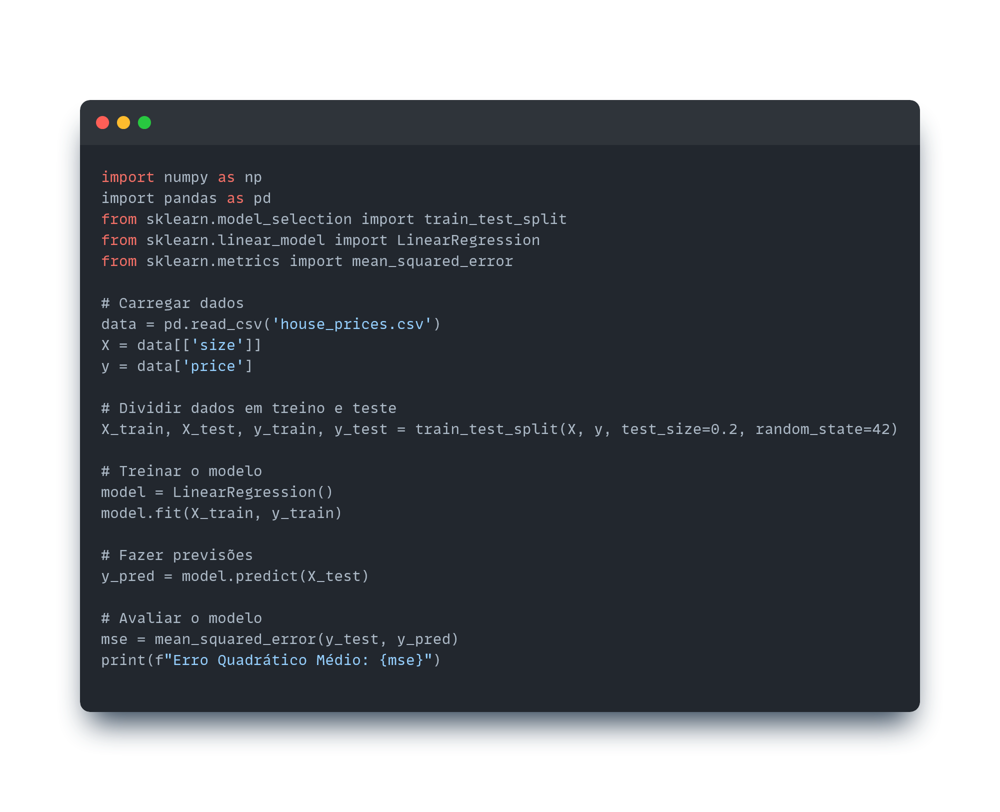 import numpy as np
import pandas as pd
from sklearn.model_selection import train_test_split
from sklearn.linear_model import LinearRegression
from sklearn.metrics import mean_squared_error
# Carregar dados
data = pd.read_csv('house_prices.csv')
X = data[['size']]
y = data['price']
# Dividir dados em treino e teste
X_train, X_test, y_train, y_test = train_test_split(X, y, test_size=0.2, random_state=42)
# Treinar o modelo
model = LinearRegression()
model.fit(X_train, y_train)
# Fazer previsões
y_pred = model.predict(X_test)
# Avaliar o modelo
mse = mean_squared_error(y_test, y_pred)
print(f"Erro Quadrático Médio: {mse}")